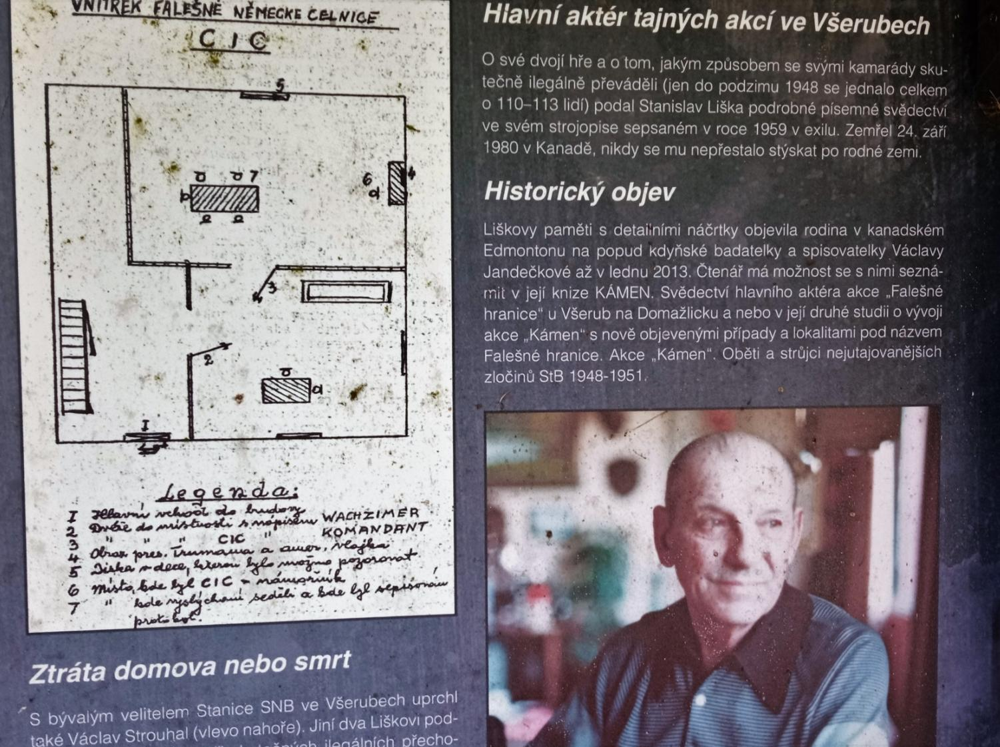 VNITŘEK FALEŠNÉ NĚMECKÉ CELNICE
CIC
5
6
4
7
3
2
I
Legenda:
I Hlavní vchod do budovy
2 Dvéře do místnosti s nápisem WACHZIMER
3 " " CIC " KOMANDANT
4 Obraz pres. Trumana a amer. vlajka
5 Díska v dece, kterou bylo možno pozorovat
6 Místo, kde byl CIC - námořník
7 " kde vyslýchaní seděli a kde byl sepisován
protokol.
Ztráta domova nebo smrt
S bývalým velitelem Stanice SNB ve Všerubech uprchl
také Václav Strouhal (vlevo nahoře). Jiní dva Liškovi pod-
ilegálních přecho-
Hlavní aktér tajných akcí ve Všerubech
O své dvojí hře a o tom, jakým způsobem se svými kamarády sku-
tečně ilegálně převáděli (jen do podzimu 1948 se jednalo celkem
o 110–113 lidí) podal Stanislav Liška podrobné písemné svědectví
ve svém strojopise sepsaném v roce 1959 v exilu. Zemřel 24. září
1980 v Kanadě, nikdy se mu nepřestalo stýskat po rodné zemi.
Historický objev
Liškovy paměti s detailními náčrtky objevila rodina v kanadském
Edmontonu na popud kdyňské badatelky a spisovatelky Václavy
Jandečkové až v lednu 2013. Čtenář má možnost se s nimi sezná-
mit v její knize KÁMEN. Svědectví hlavního aktéra akce „Falešné
hranice“ u Všerub na Domažlicku a nebo v její druhé studii o vývoji
akce „Kámen“ s nově objevenými případy a lokalitami pod názvem
Falešné hranice. Akce „Kámen“. Oběti a strůjci nejutajovanějších
zločinů StB 1948-1951.